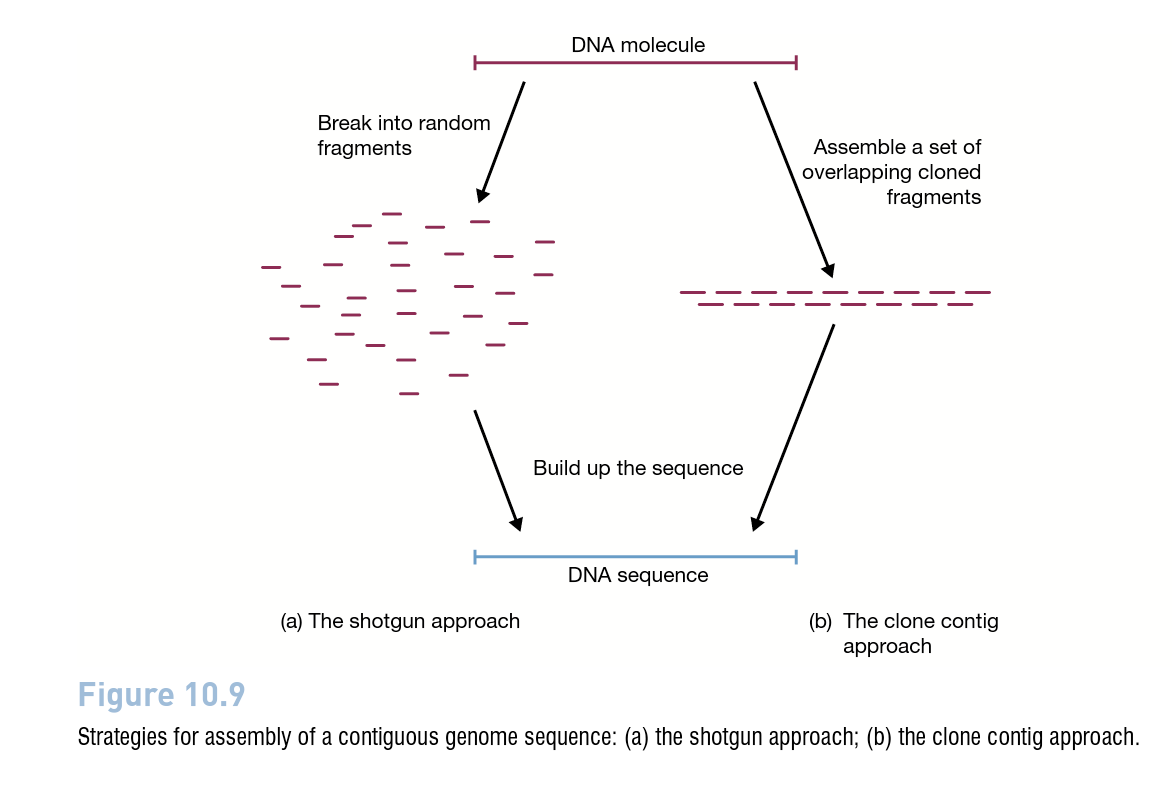 DNA molecule
Break into random
fragments
Assemble a set of
overlapping cloned
fragments
Build up the sequence
DNA sequence
(a) The shotgun approach
(b) The clone contig
approach
Figure 10.9
Strategies for assembly of a contiguous genome sequence: (a) the shotgun approach; (b) the clone contig approach.